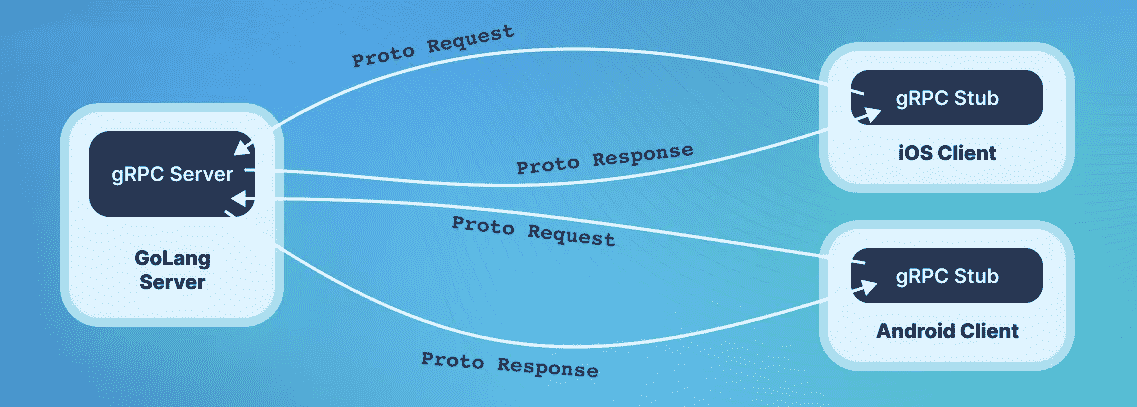 Proto Request
gRPC Stub
iOS Client
Proto Response
gRPC Server
GoLang
Server
Proto Request
gRPC Stub
Android Client
Proto Response